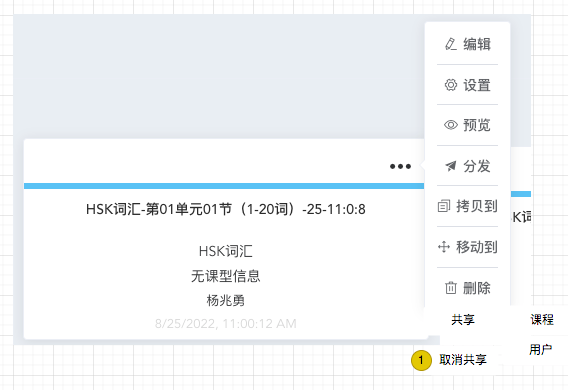 编辑
设置
预览
分发
拷贝到
移动到
删除
HSK词汇-第01单元01节（1-20词）-25-11:0:8
K词
HSK词汇
无课型信息
杨兆勇
8/25/2022, 11:00:12 AM
共享
课程
用户
1
取消共享